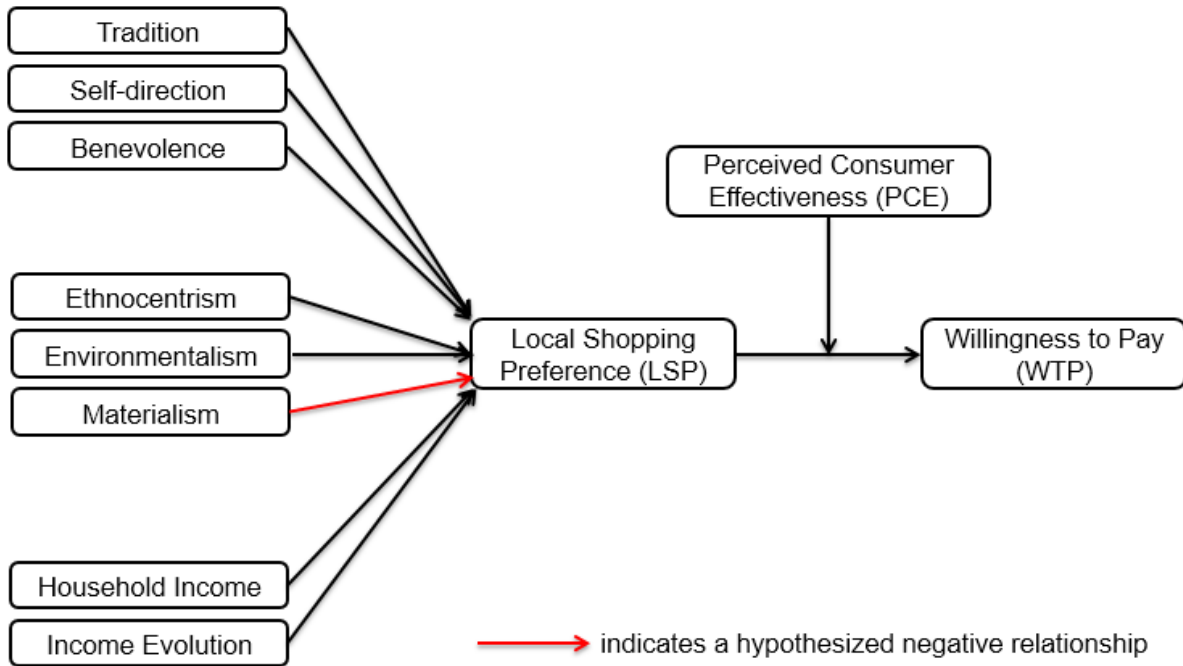 Tradition
Self-direction
Benevolence
Perceived Consumer
Effectiveness (PCE)
Ethnocentrism
Environmentalism
Materialism
Local Shopping
Preference (LSP)
Willingness to Pay
(WTP)
Household Income
Income Evolution
indicates a hypothesized negative relationship